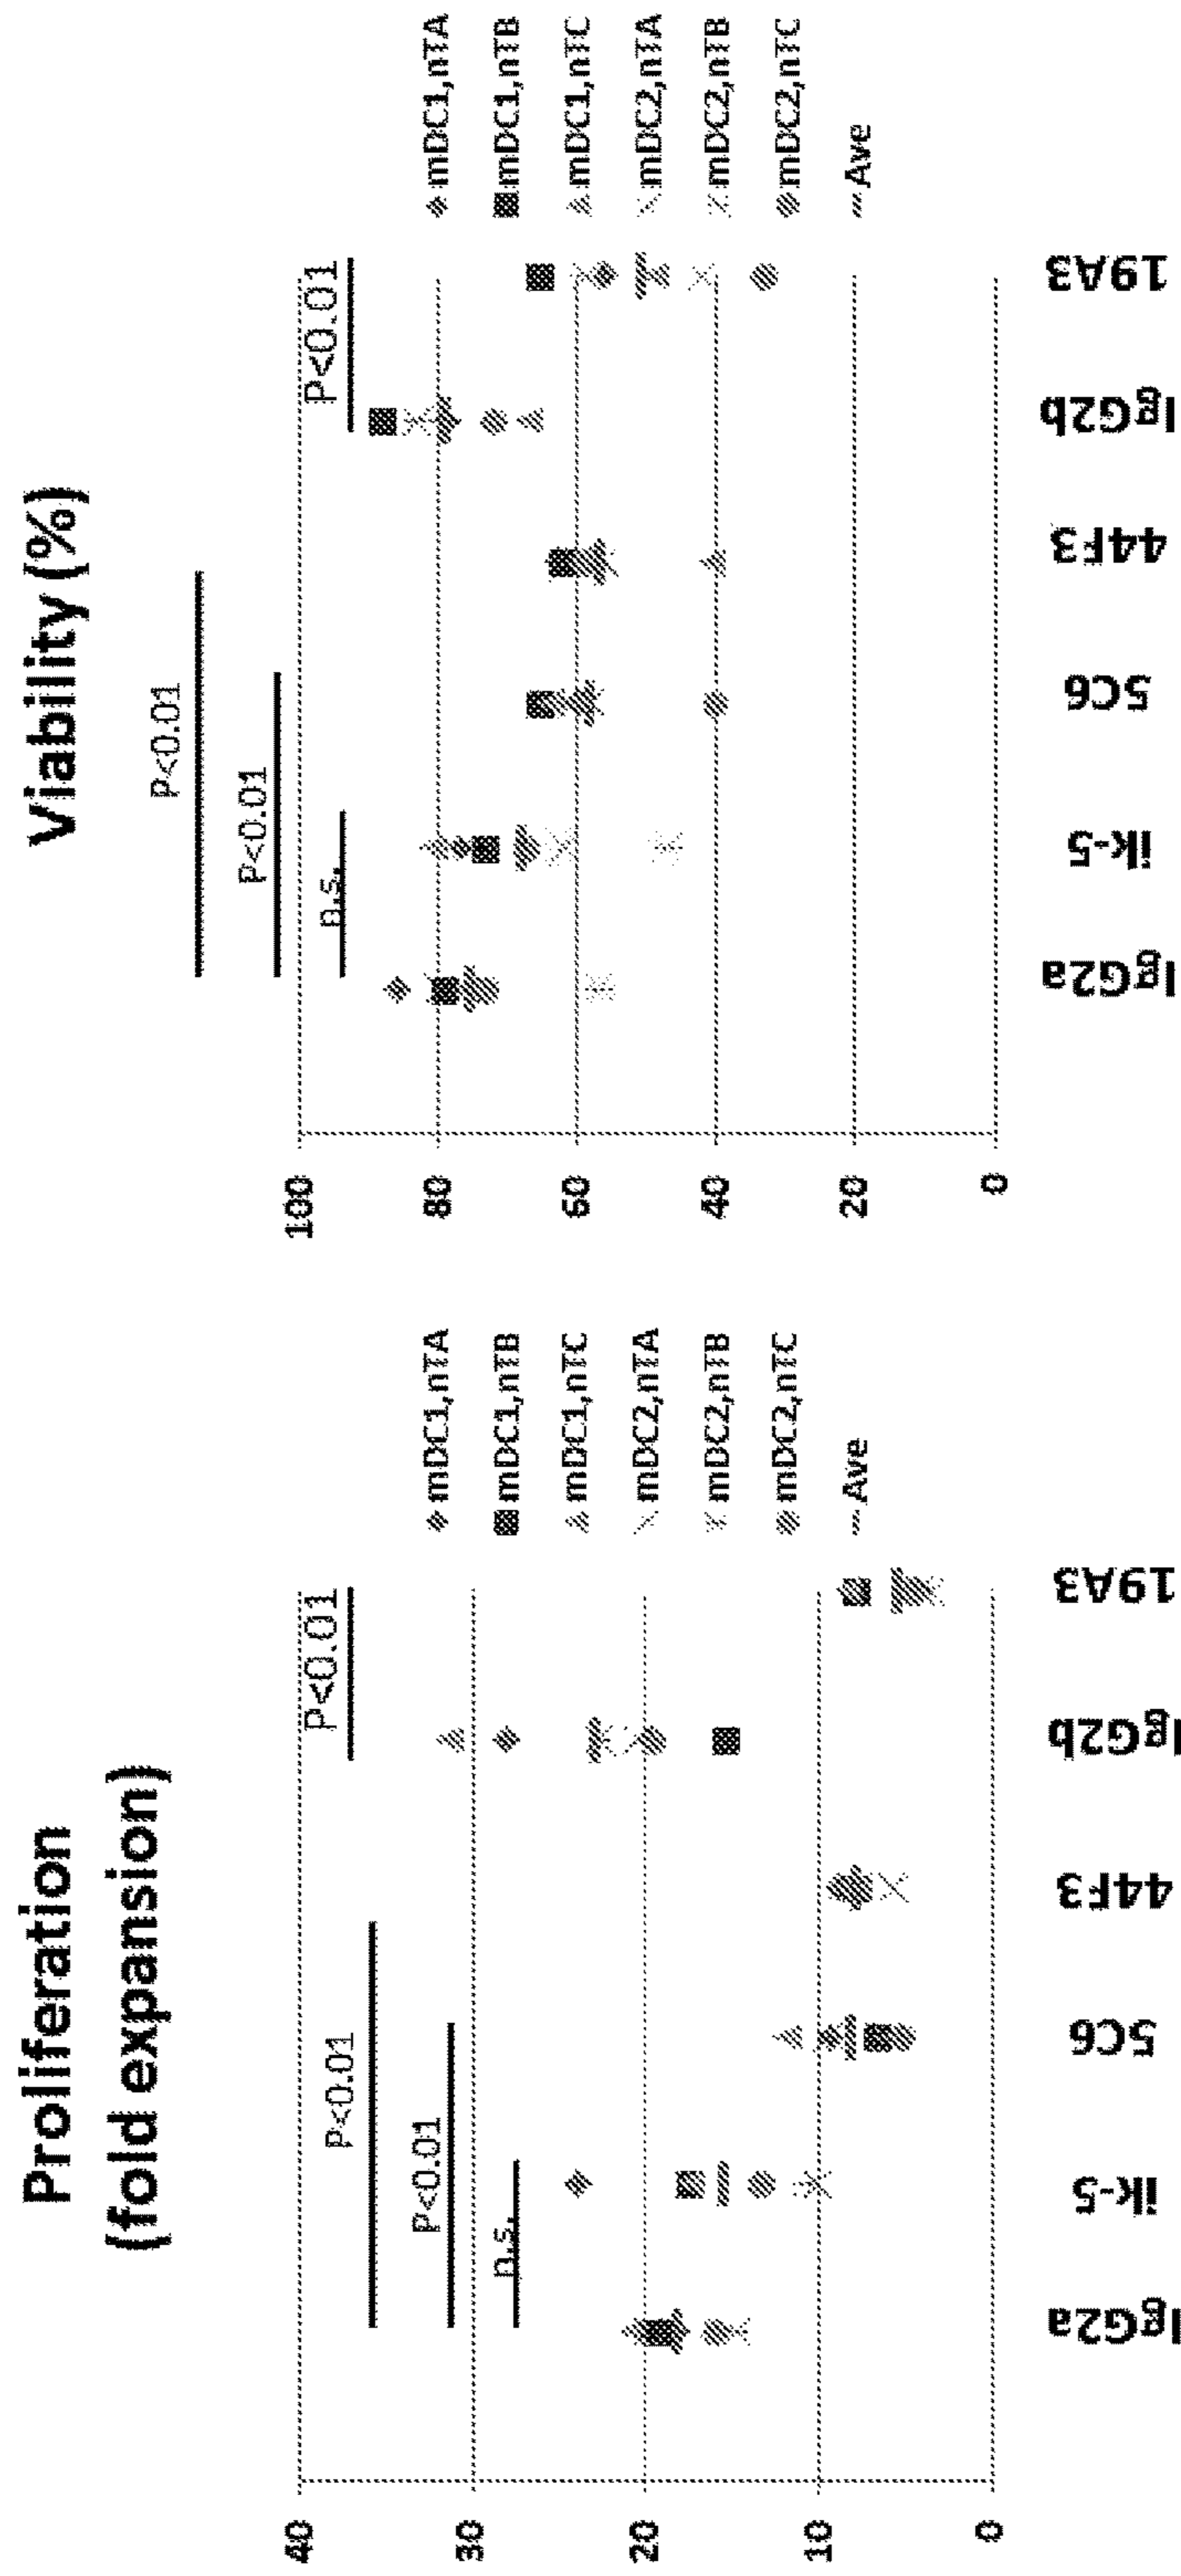 Proliferation
(fold expansion)
P<0.01
P<0.01
n.s.
P<0.01
40
30
20
10
0
IgG2a
ik-5
5C6
44F3
IgG2b
19A3
mDC1,nTA
mDC1,nTB
mDC1,nTC
mDC2,nTA
mDC2,nTB
mDC2,nTC
Ave
Viability (%)
P<0.01
P<0.01
n.s.
P<0.01
100
80
60
40
20
0
IgG2a
ik-5
5C6
44F3
IgG2b
19A3
mDC1,nTA
mDC1,nTB
mDC1,nTC
mDC2,nTA
mDC2,nTB
mDC2,nTC
Ave